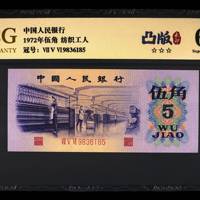 G
RANTY
中国人民银行
1972年伍角 纺织工人
冠号: VII V VI 9836185
凸版
☆☆☆
6
中国人民银行
VII V VI 9836185
伍角
5
WU
JIAO